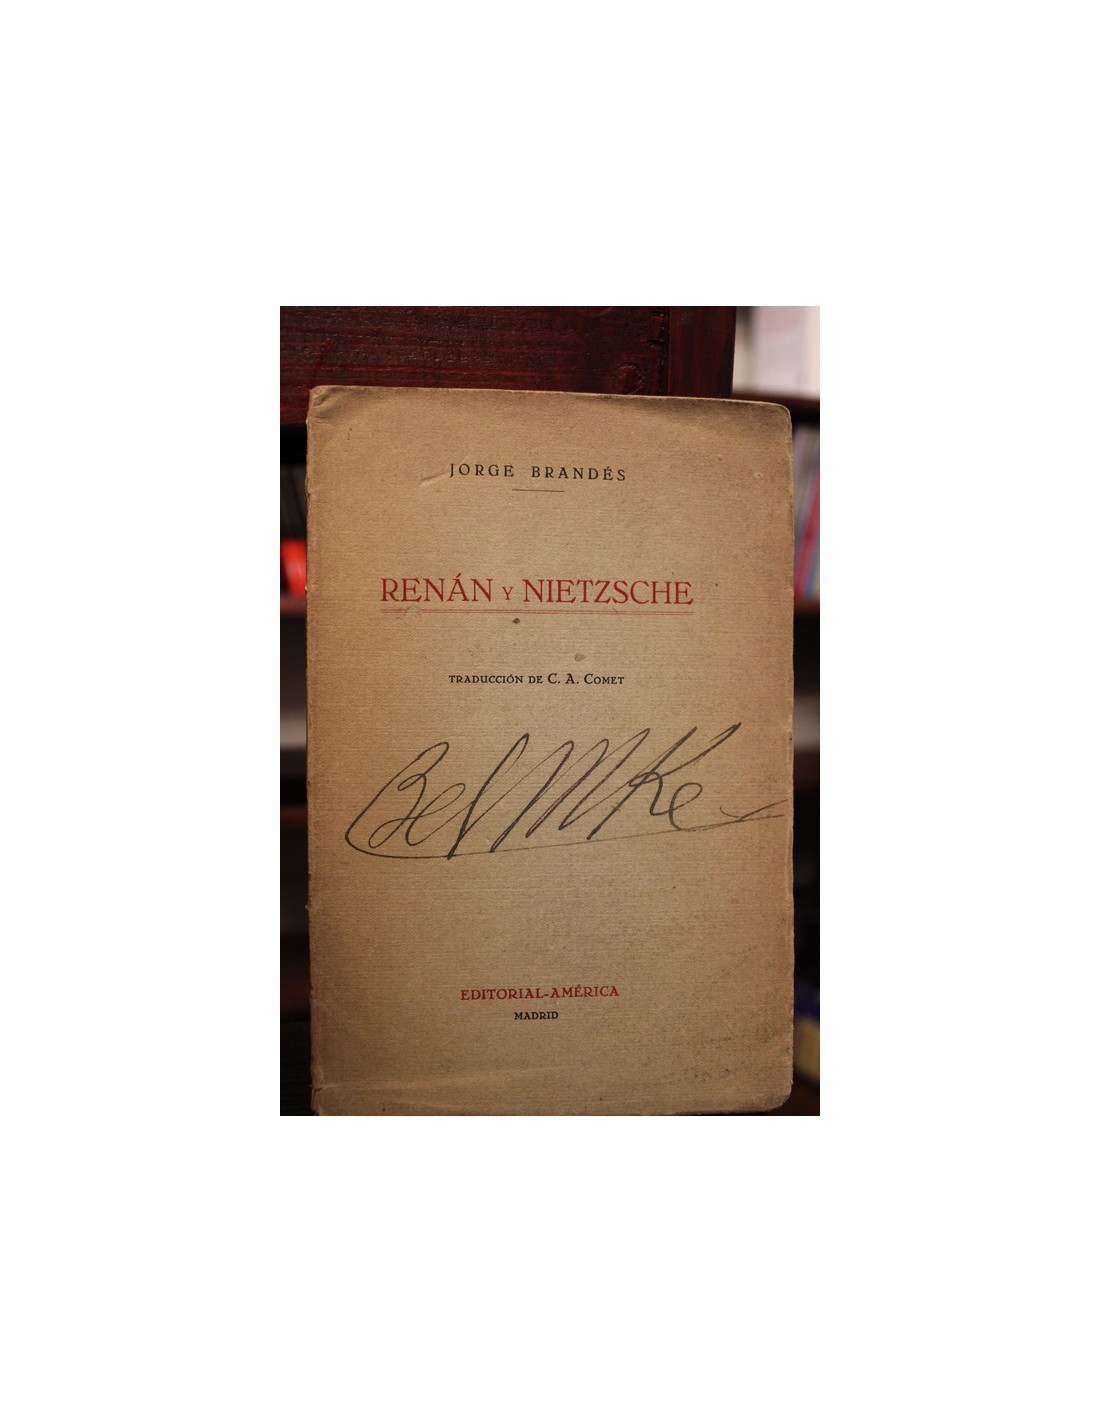 JORGE BRANDÉS
RENÁN Y NIETZSCHE
TRADUCCIÓN DE C. A. COMET
EDITORIAL-AMÉRICA
MADRID